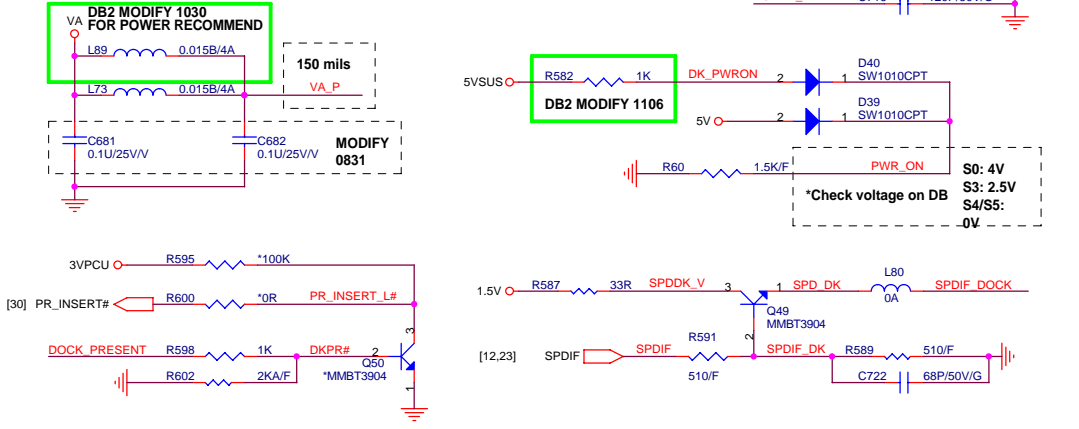 DB2 MODIFY 1030
VA FOR POWER RECOMMEND
L89 0.015B/4A
150 mils
L73 0.015B/4A VA_P
C681
0.1U/25V/V
C682
0.1U/25V/V
MODIFY
0831
5VSUS R582 1K DK_PWRON 2 1
D40
SW1010CPT
DB2 MODIFY 1106
5V 2 1
D39
SW1010CPT
R60 1.5K/F PWR_ON
*Check voltage on DB
S0: 4V
S3: 2.5V
S4/S5:
0V
3VPCU R595 *100K
[30] PR_INSERT# R600 *0R PR_INSERT_L#
3
DOCK_PRESENT R598 1K DKPR# 2
Q50
*MMBT3904
1
R602 2KA/F
1.5V R587 33R SPDDK_V 3 1 SPD_DK L80 SPDIF_DOCK
0A
Q49
MMBT3904
2
[12,23] SPDIF SPDIF R591 SPDIF_DK R589 510/F
510/F
C722 68P/50V/G